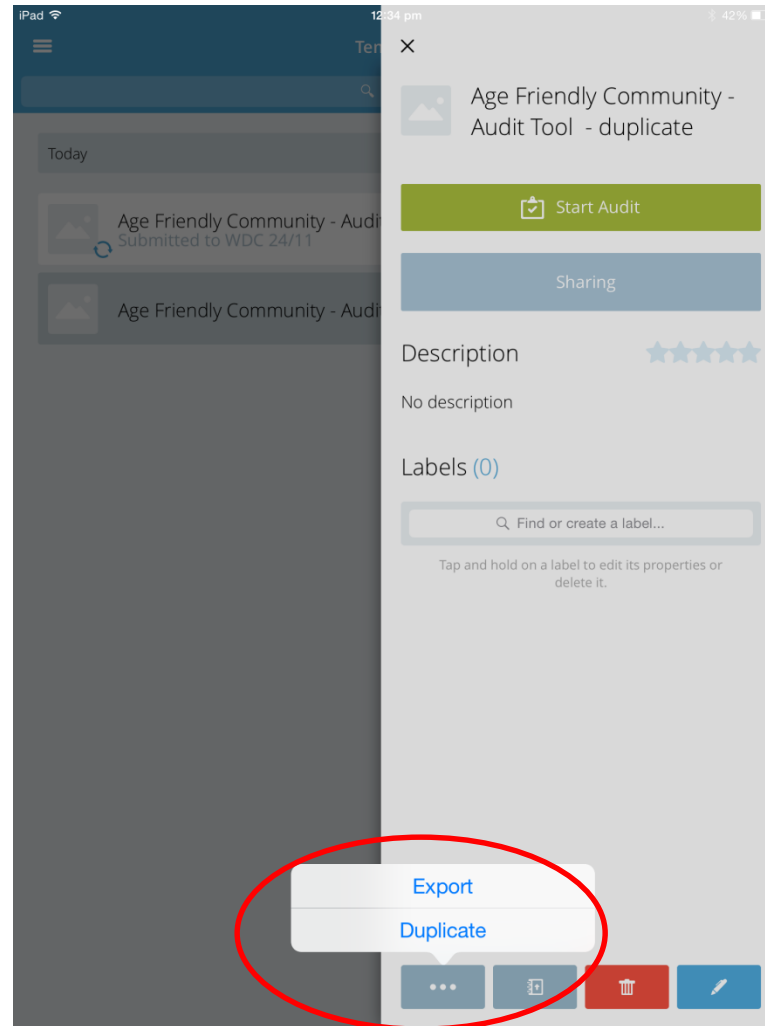 iPad 12:34 pm 42%
Ten
Age Friendly Community -
Audit Tool - duplicate
Today
Start Audit
Age Friendly Community - Audi
Submitted to WDC 24/11
Sharing
Age Friendly Community - Audi
Description
No description
Labels (0)
Find or create a label...
Tap and hold on a label to edit its properties or
delete it.
Export
Duplicate